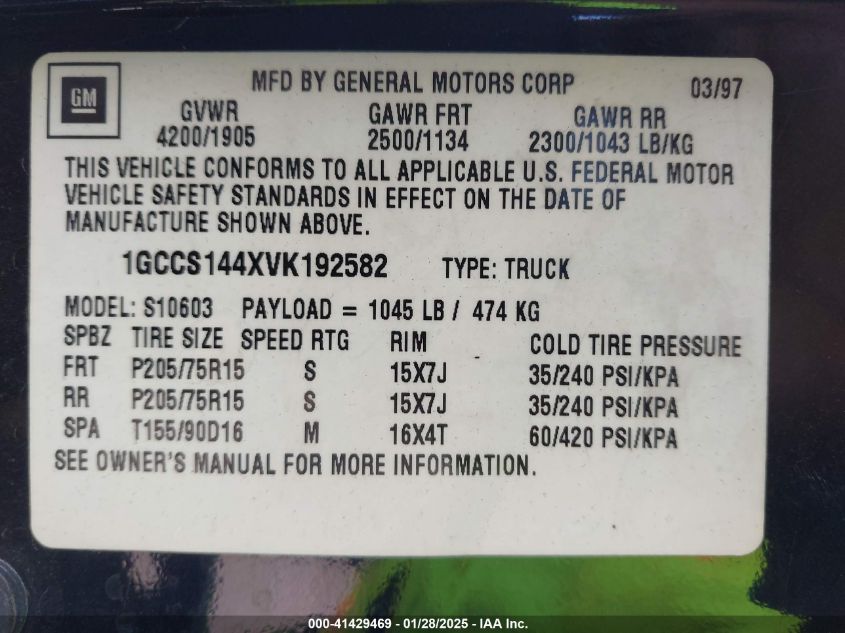 GM
MFD BY GENERAL MOTORS CORP 03/97
GVWR GAWR FRT GAWR RR
4200/1905 2500/1134 2300/1043 LB/KG
THIS VEHICLE CONFORMS TO ALL APPLICABLE U.S. FEDERAL MOTOR
VEHICLE SAFETY STANDARDS IN EFFECT ON THE DATE OF
MANUFACTURE SHOWN ABOVE.
1GCCS144XVK192582 TYPE: TRUCK
MODEL: S10603 PAYLOAD = 1045 LB / 474 KG
SPBZ TIRE SIZE SPEED RTG RIM COLD TIRE PRESSURE
FRT P205/75R15 S 15X7J 35/240 PSI/KPA
RR P205/75R15 S 15X7J 35/240 PSI/KPA
SPA T155/90D16 M 16X4T 60/420 PSI/KPA
SEE OWNER'S MANUAL FOR MORE INFORMATION.
000-41429469 - 01/28/2025 - IAA Inc.